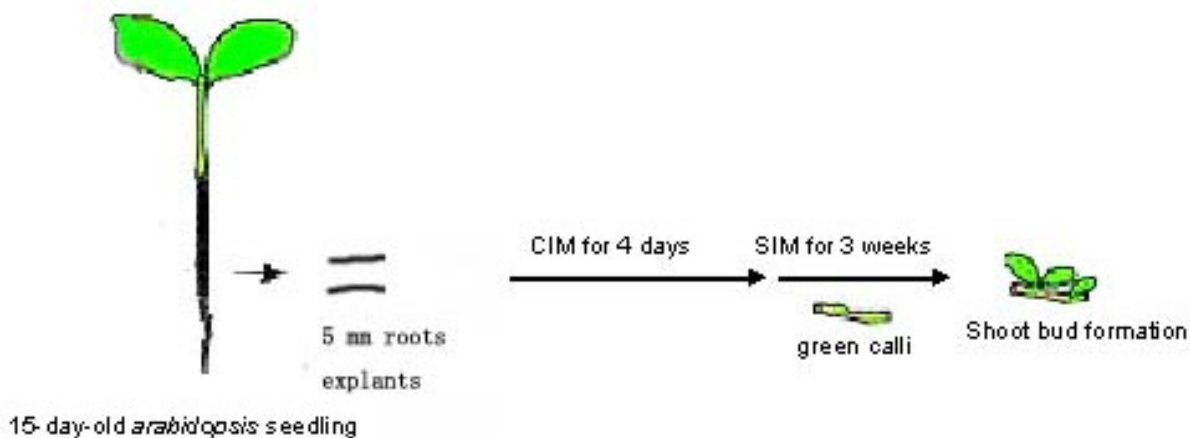 CIM for 4 days
SIM for 3 weeks
5 mm roots
explants
green calli
Shoot bud formation
15-day-old arabidopsis seedling